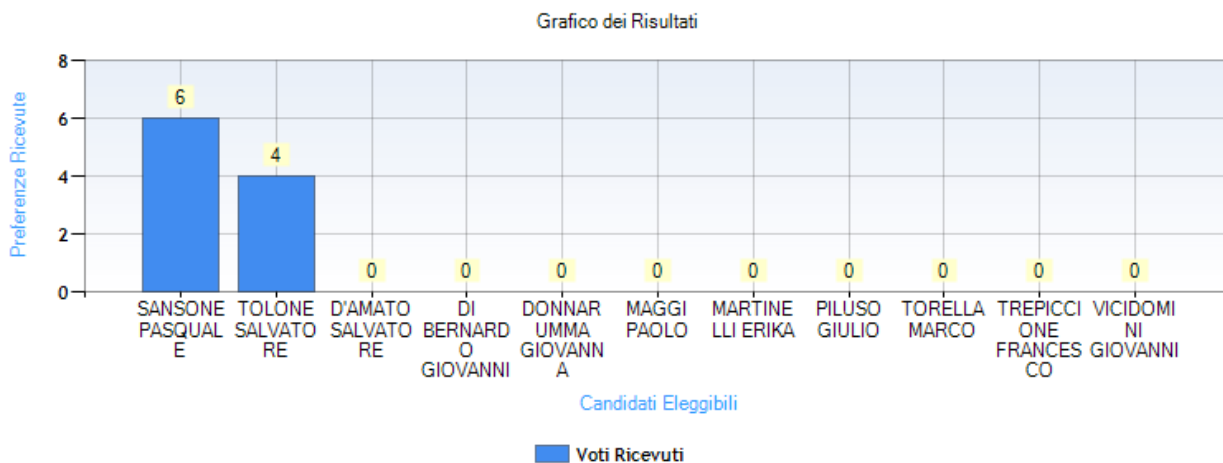 Grafico dei Risultati
Preferenze Ricevute
8
6
4
2
0
6
4
0
0
0
0
0
0
0
0
0
SANSONE
PASQUAL
E
TOLONE
SALVATO
RE
D'AMATO
SALVATO
RE
DI
BERNARD
O
GIOVANNI
DONNAR
UMMA
GIOVANN
A
MAGGI
PAOLO
MARTINE
LLI ERIKA
PILUSO
GIULIO
TORELLA
MARCO
TREPICCI
ONE
FRANCES
CO
VICIDOMI
NI
GIOVANNI
Candidati Eleggibili
Voti Ricevuti